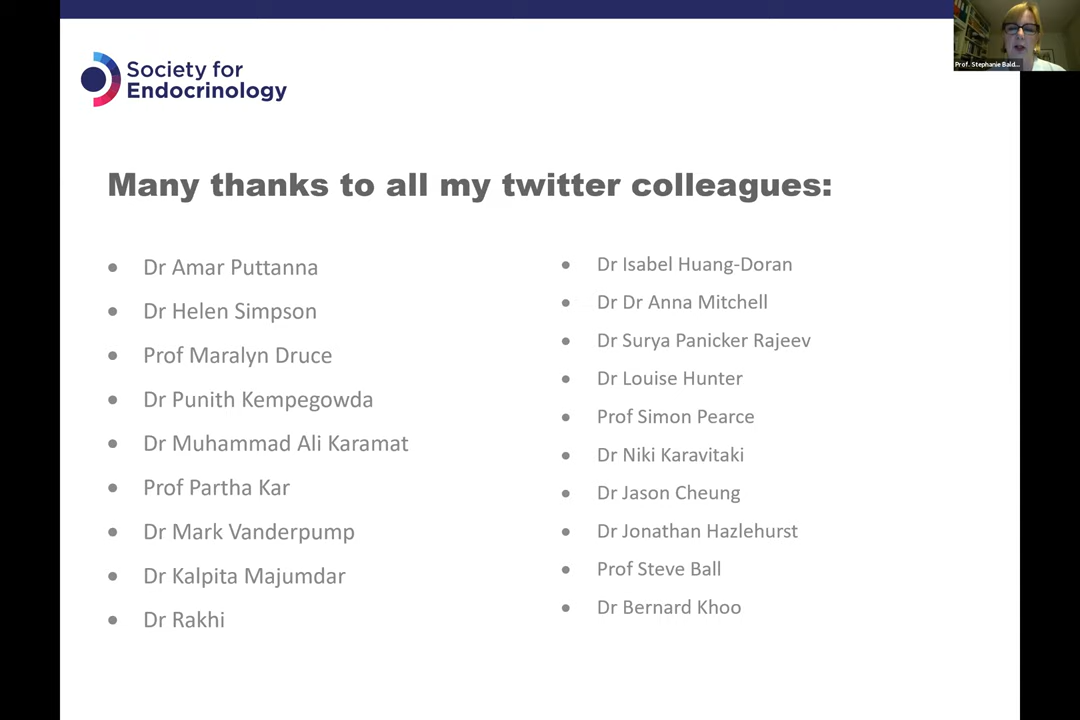 Prof. Stephanie Bald...
Society for
Endocrinology
Many thanks to all my twitter colleagues:
• Dr Amar Puttanna
• Dr Helen Simpson
• Prof Maralyn Druce
• Dr Punith Kempegowda
• Dr Muhammad Ali Karamat
• Prof Partha Kar
• Dr Mark Vanderpump
• Dr Kalpita Majumdar
• Dr Rakhi
• Dr Isabel Huang-Doran
• Dr Dr Anna Mitchell
• Dr Surya Panicker Rajeev
• Dr Louise Hunter
• Prof Simon Pearce
• Dr Niki Karavitaki
• Dr Jason Cheung
• Dr Jonathan Hazlehurst
• Prof Steve Ball
• Dr Bernard Khoo